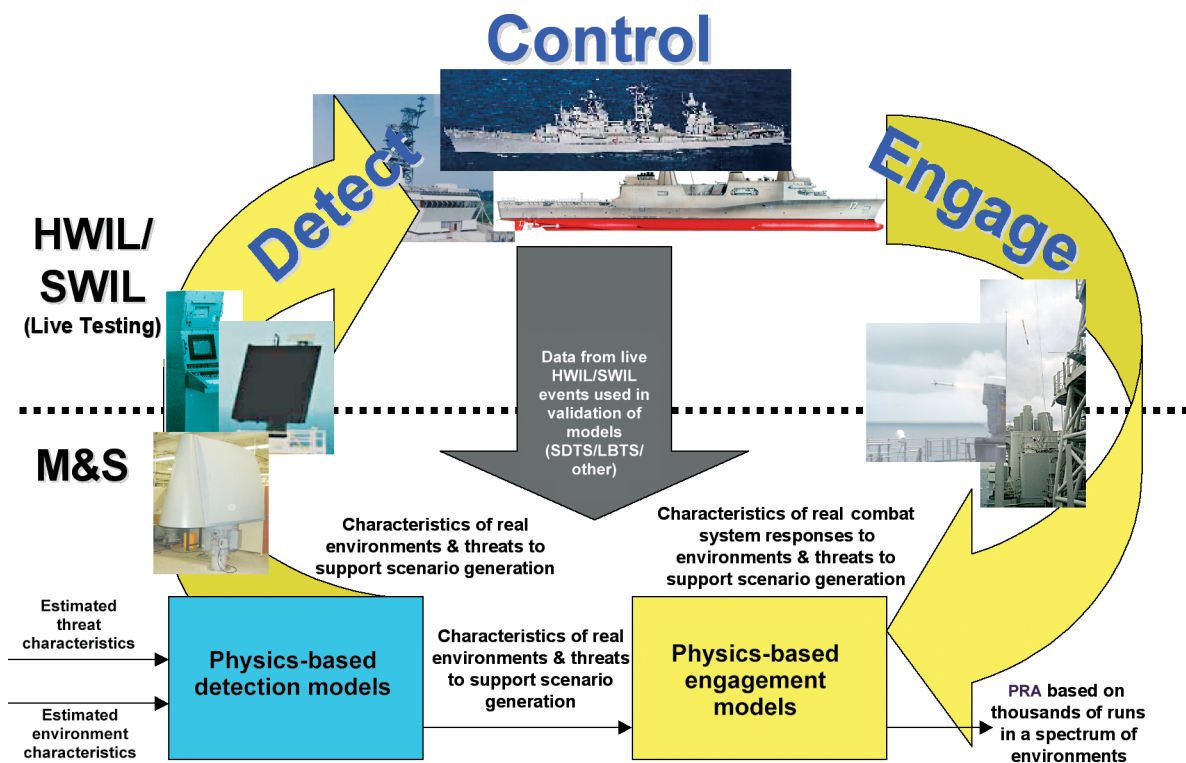 Control
Detect
Engage
HWIL/
SWIL
(Live Testing)
Data from live
HWIL/SWIL
events used in
validation of
models
(SDTS/LBTS/
other)
M&S
Characteristics of real
environments & threats to
support scenario generation
Characteristics of real combat
system responses to
environments & threats to
support scenario generation
Estimated
threat
characteristics
Physics-based
detection models
Characteristics of real
environments & threats
to support scenario
generation
Physics-based
engagement
models
Estimated
environment
characteristics
PRA based on
thousands of runs
in a spectrum of
environments
17